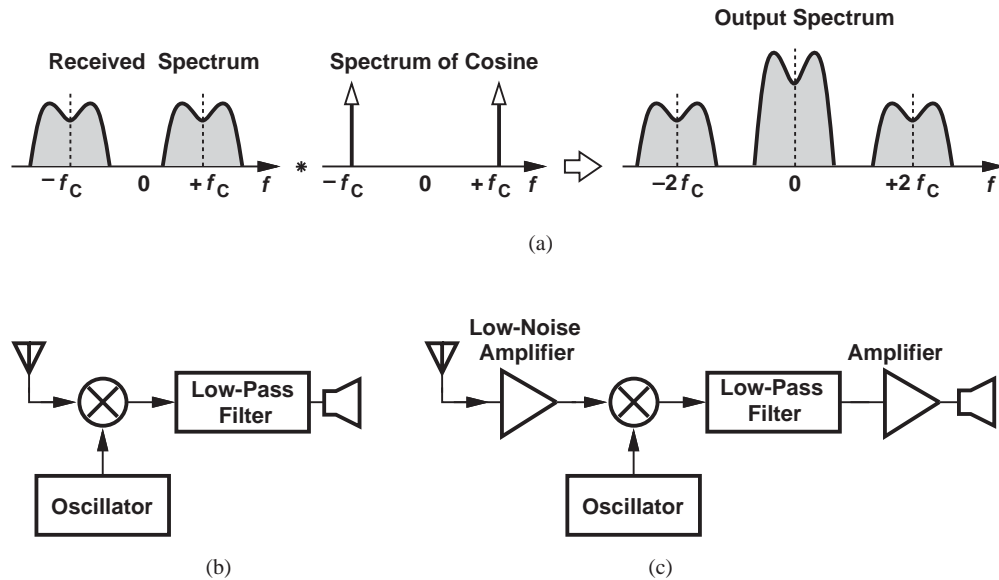 Output Spectrum
Received Spectrum
Spectrum of Cosine
−f_C 0 +f_C f
*
−f_C 0 +f_C f
−2f_C 0 +2f_C f
(a)
Low-Noise
Amplifier
Amplifier
Low-Pass
Filter
Low-Pass
Filter
Oscillator
Oscillator
(b)
(c)